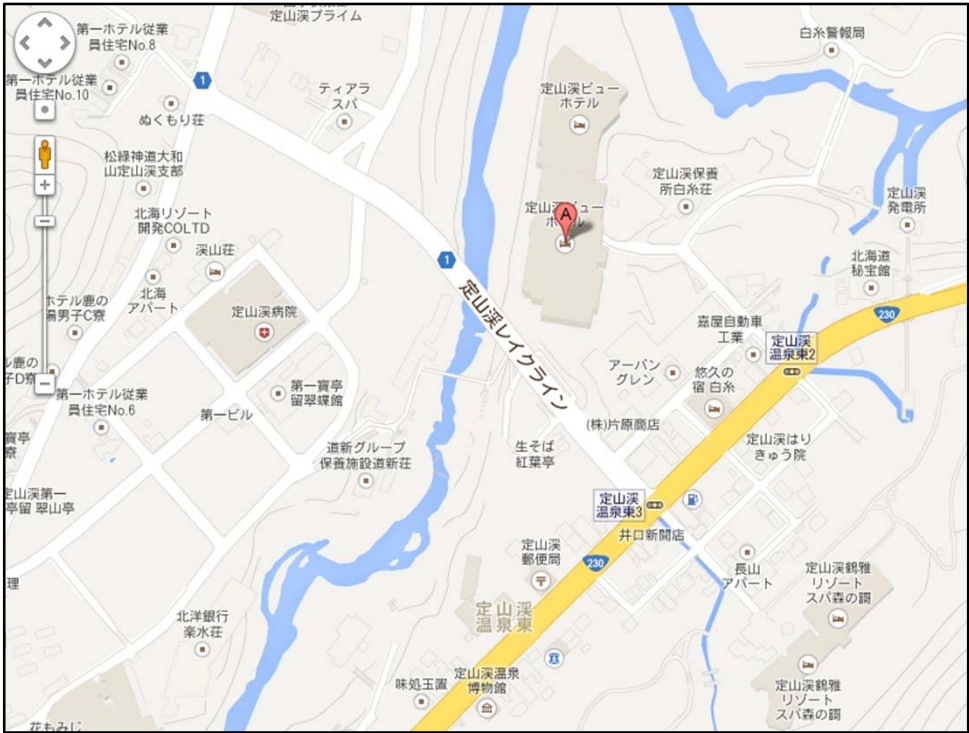 定山渓プライム
第一ホテル従業
員住宅No.8
白糸警報局
1
第一ホテル従業
員住宅No.10
ティアラ
スパ
定山渓ビュー
ホテル
ぬくもり荘
松緑神道大和
山定山渓支部
定山渓保養
所白糸荘
定山渓
発電所
A
北海リゾート
開発COLTD
渓山荘
1
北海道
秘宝館
北海
アパート
定山渓レイクライン
ホテル鹿の
湯男子C寮
定山渓病院
230
嘉屋自動車
工業
定山渓
温泉東2
アーバン
グレン
悠久の
宿 白糸
第一ホテル従業
員住宅No.6
第一寶亭
留翠蝶館
第一ビル
(株)片原商店
道新グループ
保養施設道新荘
生そば
紅葉亭
定山渓はり
きゅう院
定山渓第一
亭留 翠山亭
定山渓
温泉東3
井口新聞店
定山渓
郵便局
230
長山
アパート
定山渓鶴雅
リゾート
スパ森の謌
理
定山渓
温泉東
北洋銀行
楽水荘
味処玉置
定山渓温泉
博物館
定山渓鶴雅
リゾート
スパ森の謌
花もみじ